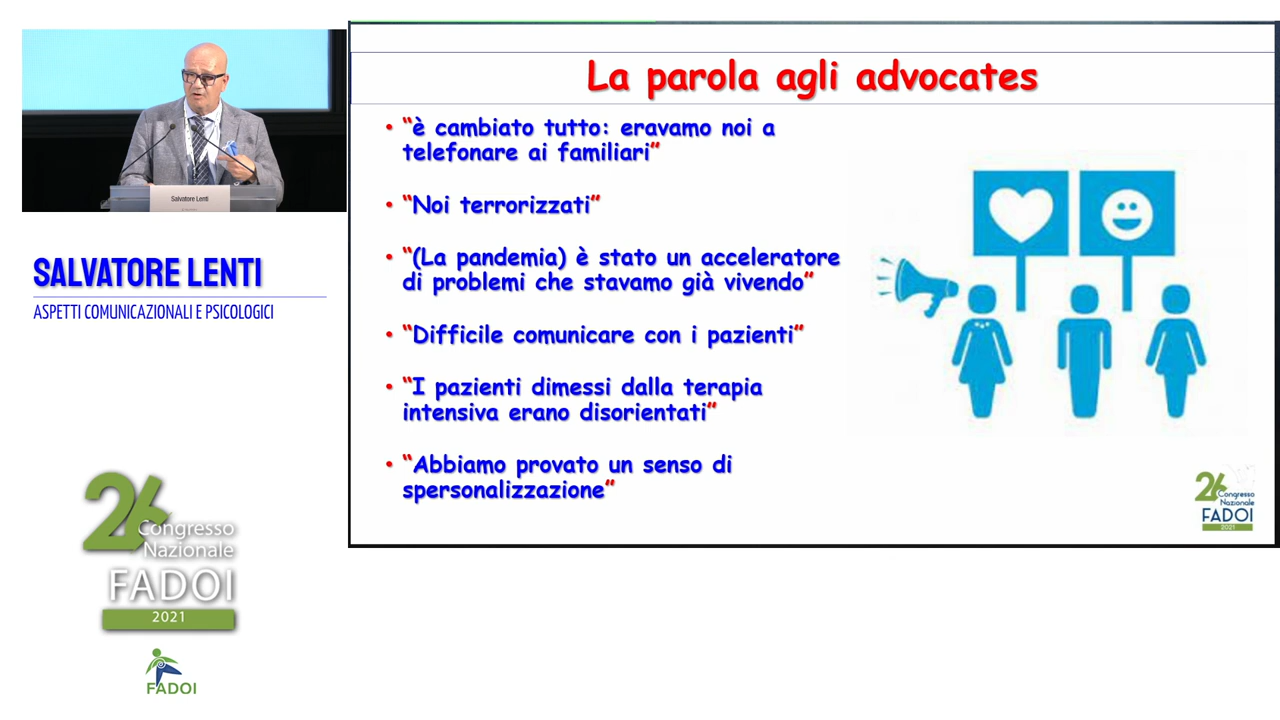 La parola agli advocates
• “è cambiato tutto: eravamo noi a
telefonare ai familiari”
• “Noi terrorizzati”
• “(La pandemia) è stato un acceleratore
di problemi che stavamo già vivendo”
• “Difficile comunicare con i pazienti”
• “I pazienti dimessi dalla terapia
intensiva erano disorientati”
• “Abbiamo provato un senso di
spersonalizzazione”
26
Congresso
Nazionale
FADOI
2021
Salvatore Lenti
SALVATORE LENTI
ASPETTI COMUNICAZIONALI E PSICOLOGICI
26
Congresso
Nazionale
FADOI
2021
FADOI